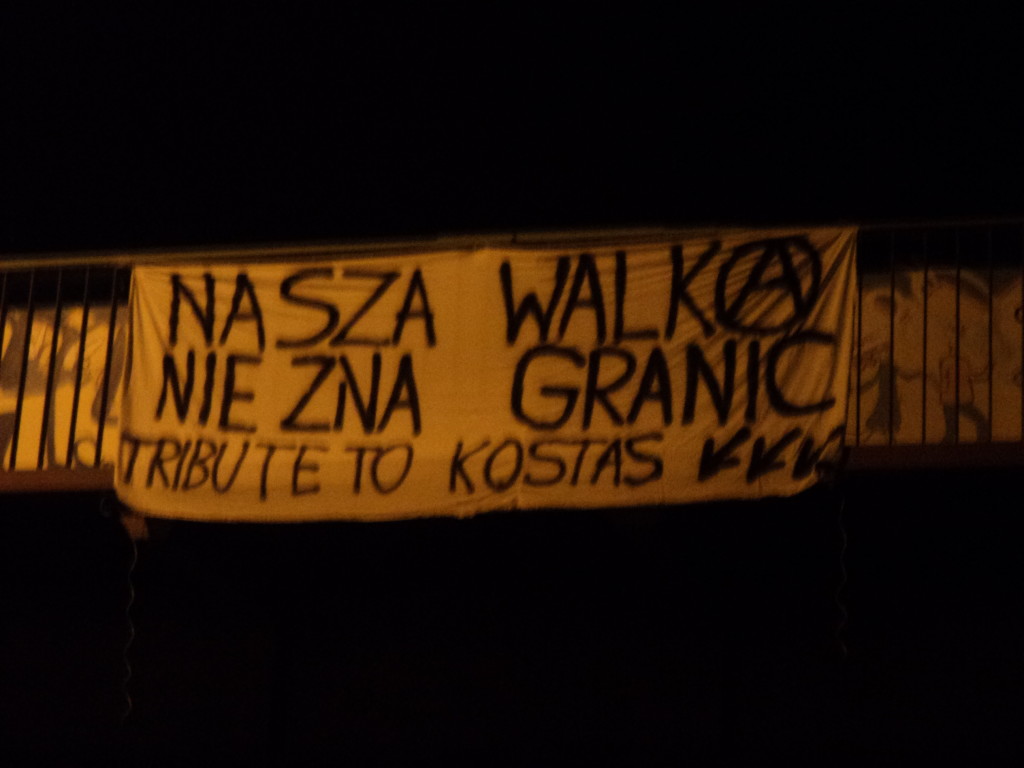 NASZA WALKA
NIE ZNA GRANIC
TRIBUTE TO KOSTAS